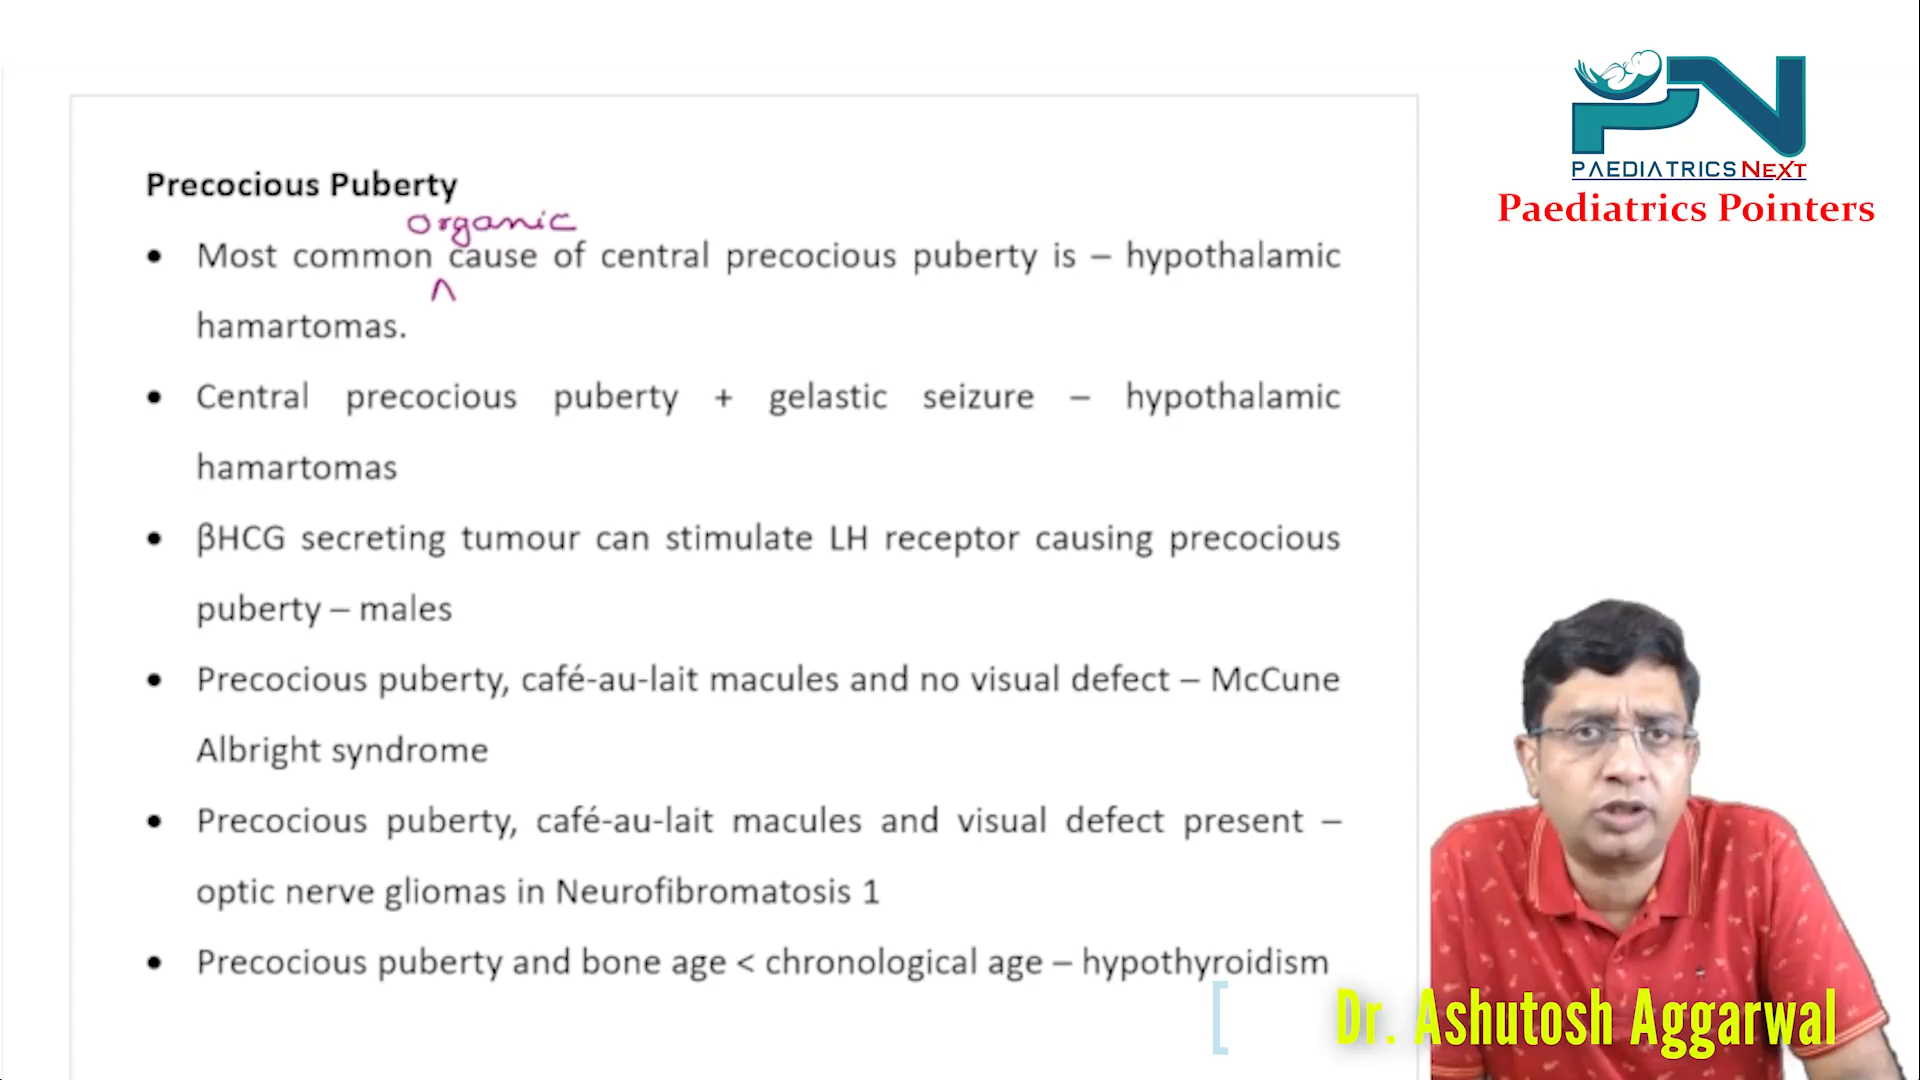 PN
PAEDIATRICS NEXT
Paediatrics Pointers
Precocious Puberty
organic
• Most common ^ cause of central precocious puberty is – hypothalamic
hamartomas.
• Central precocious puberty + gelastic seizure – hypothalamic
hamartomas
• βHCG secreting tumour can stimulate LH receptor causing precocious
puberty – males
• Precocious puberty, café-au-lait macules and no visual defect – McCune
Albright syndrome
• Precocious puberty, café-au-lait macules and visual defect present –
optic nerve gliomas in Neurofibromatosis 1
• Precocious puberty and bone age < chronological age – hypothyroidism
[ Dr. Ashutosh Aggarwal